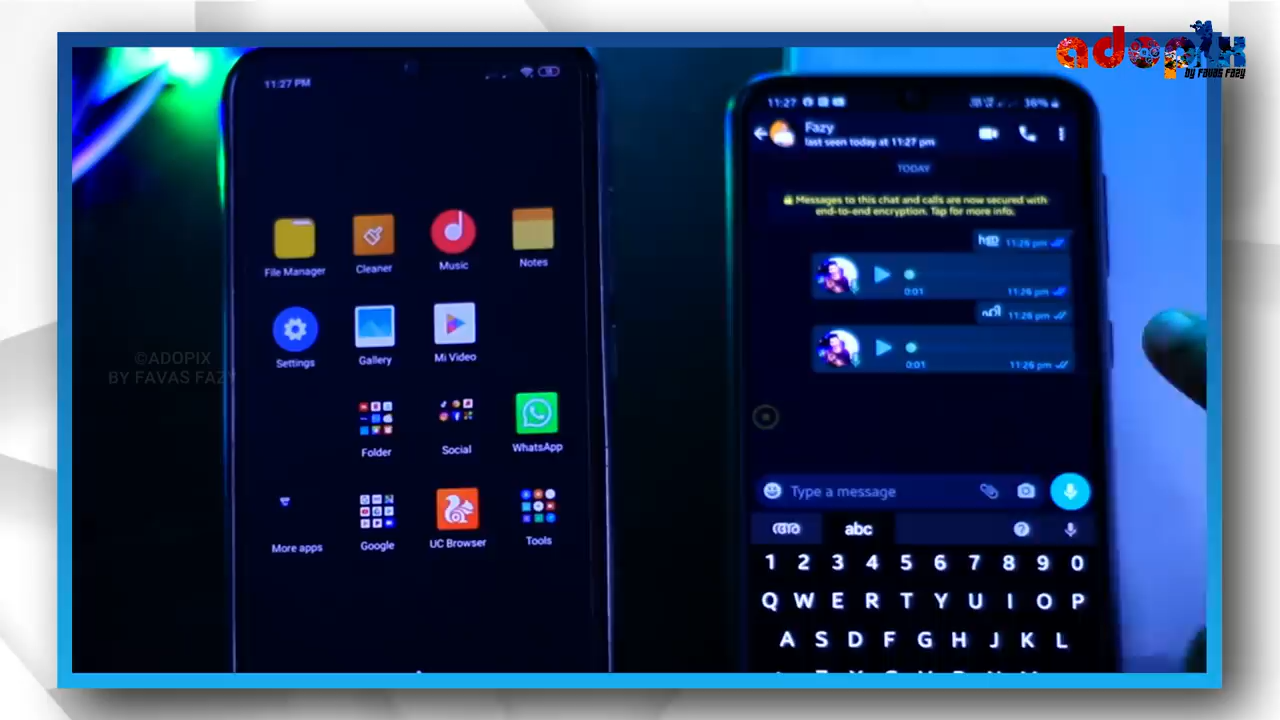 adopix
BY FAVAS FAZY
©ADOPIX
BY FAVAS FAZY
11:27 PM
File Manager
Cleaner
Music
Notes
Settings
Gallery
Mi Video
Folder
Social
WhatsApp
More apps
Google
UC Browser
Tools
11:27
36%
Fazy
last seen today at 11:27 pm
TODAY
Messages to this chat and calls are now secured with
end-to-end encryption. Tap for more info.
11:26 pm
0:01
11:26 pm
11:26 pm
0:01
11:26 pm
Type a message
abc
1 2 3 4 5 6 7 8 9 0
Q W E R T Y U I O P
A S D F G H J K L